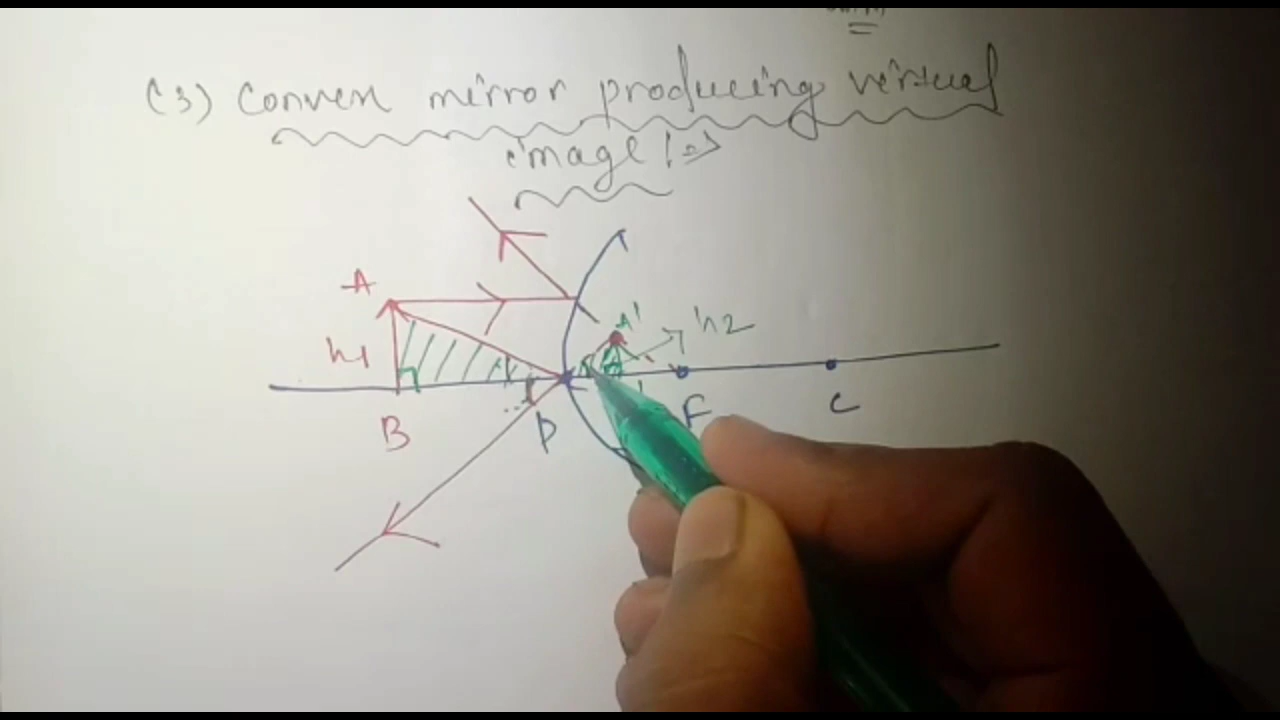 (3) Convex mirror producing virtual
image :->
A
A'
h2
h1
B
P
F
C